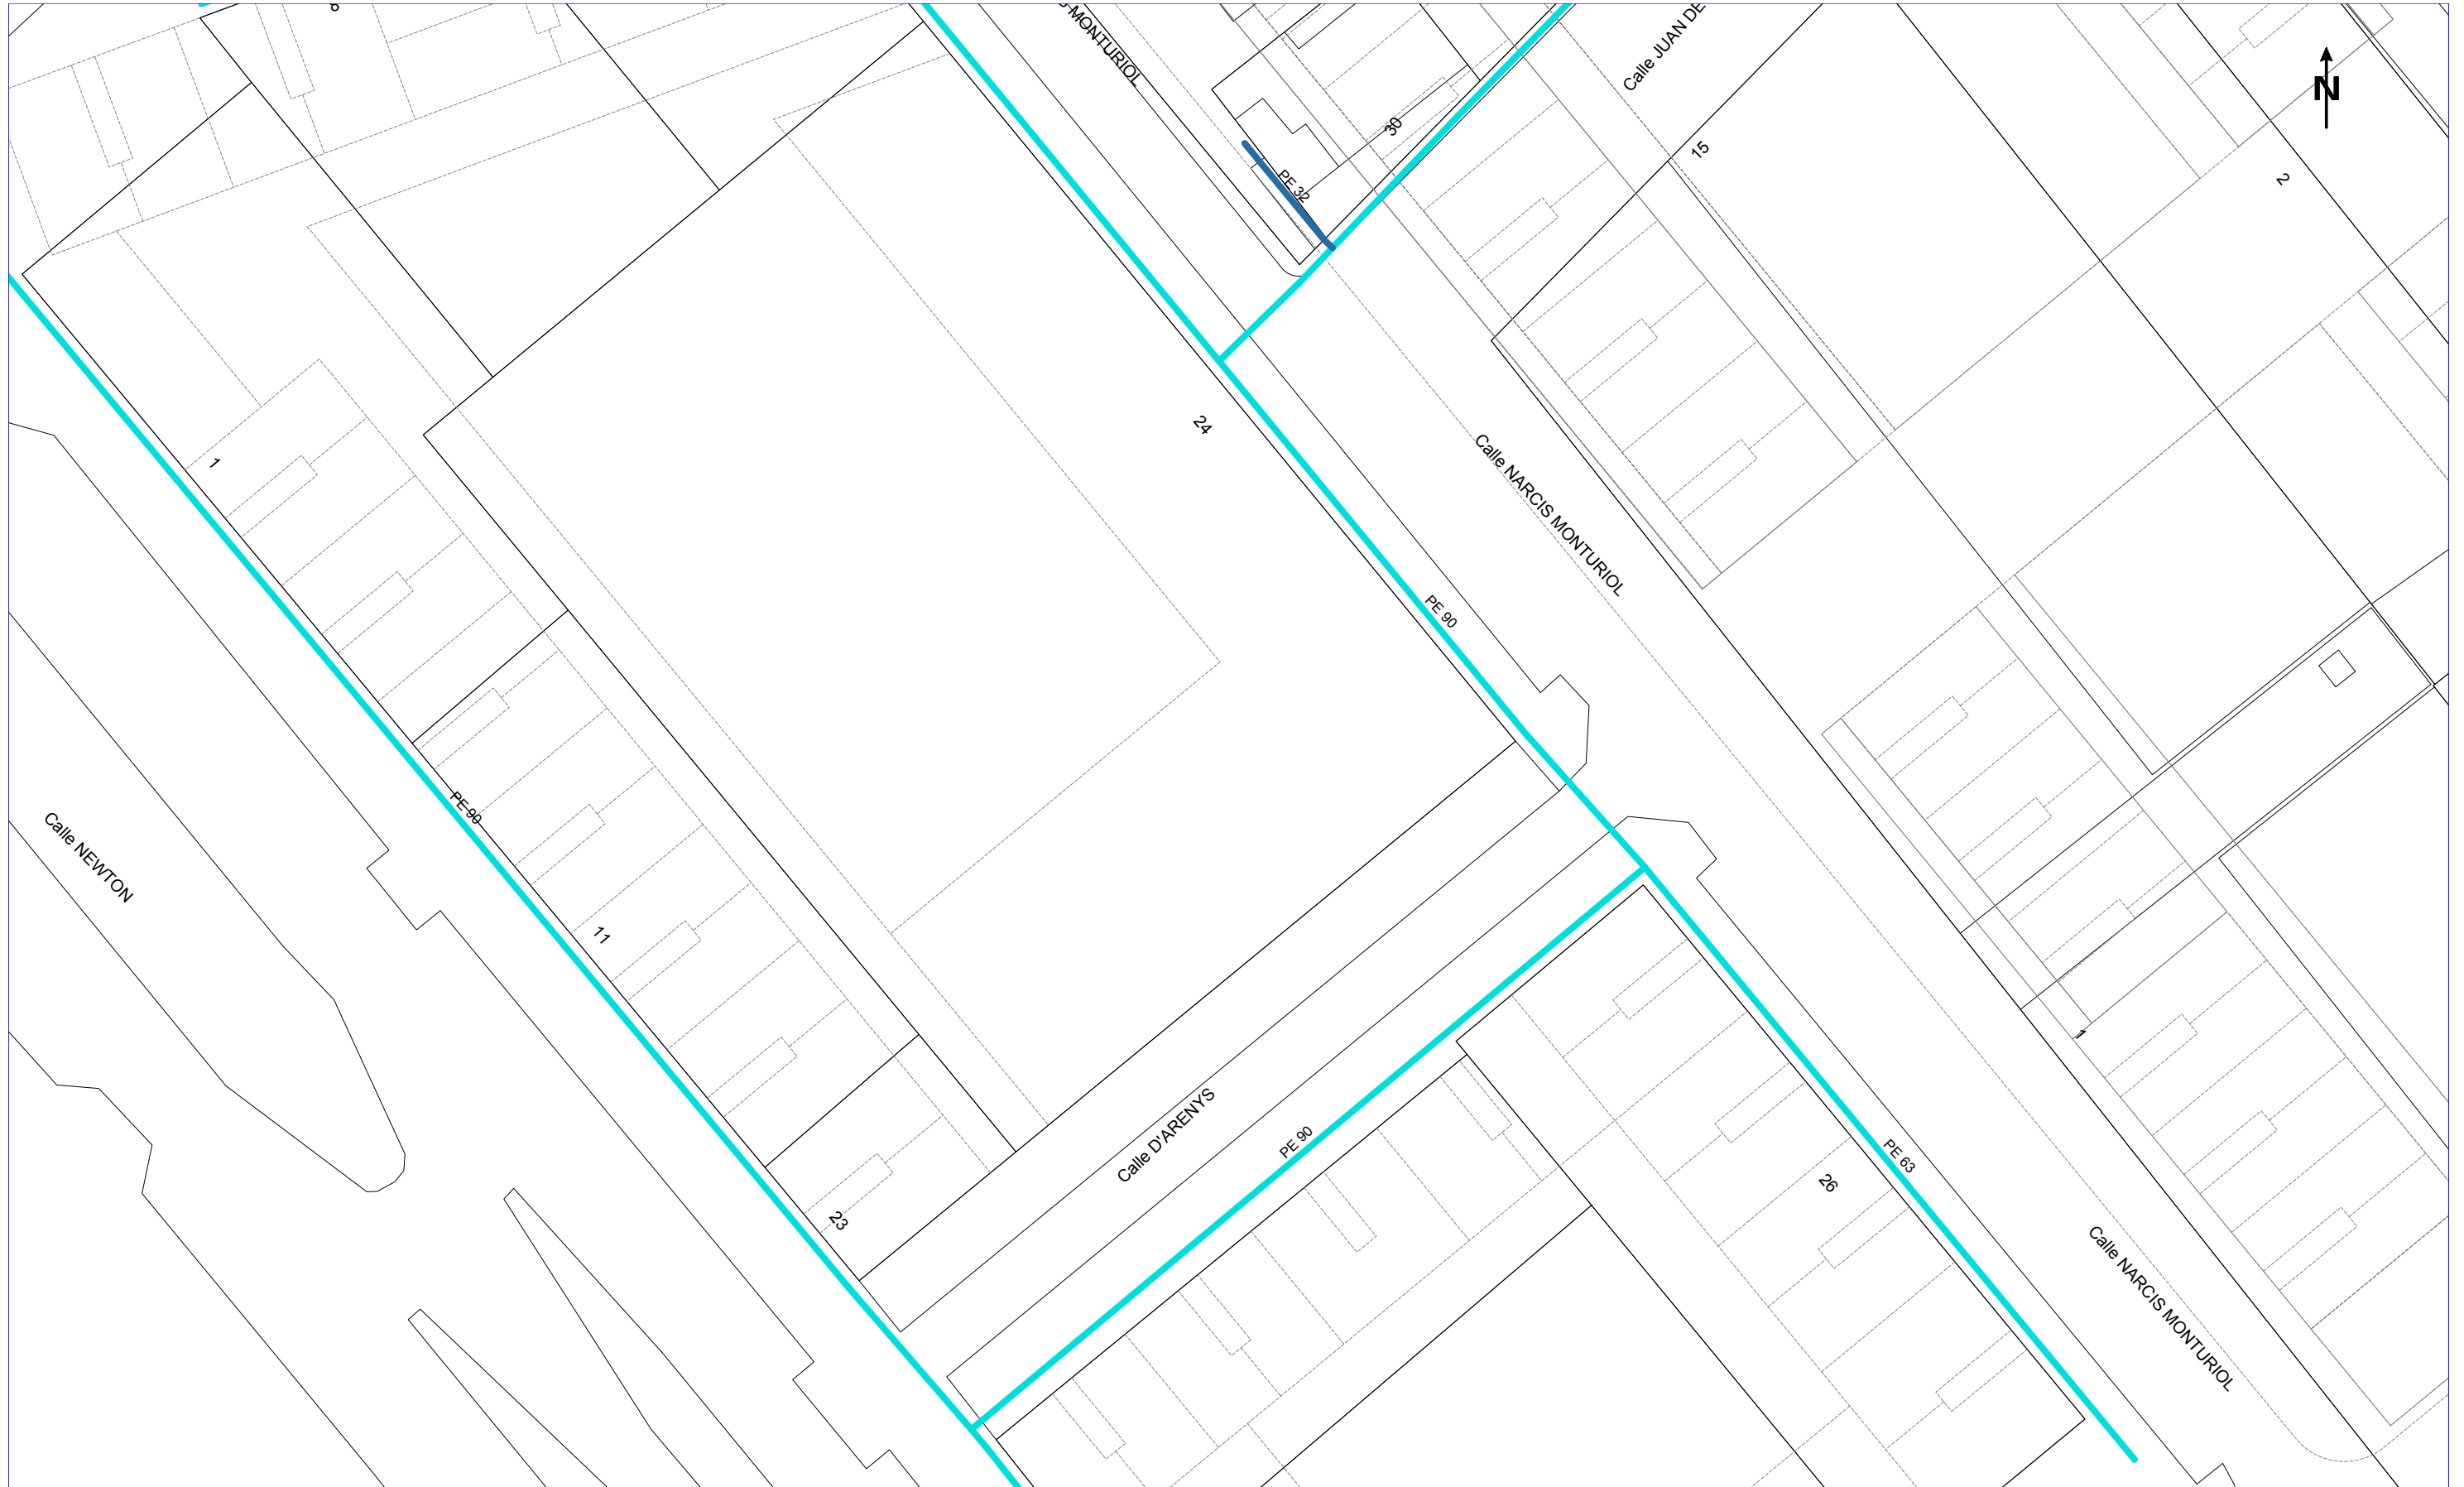 MONTURIOL
Calle JUAN DE
N
30
15
2
PE 32
24
1
Calle NARCIS MONTURIOL
PE 90
PE 90
Calle NEWTON
11
1
Calle D'ARENYS
PE 90
PE 63
26
23
Calle NARCIS MONTURIOL